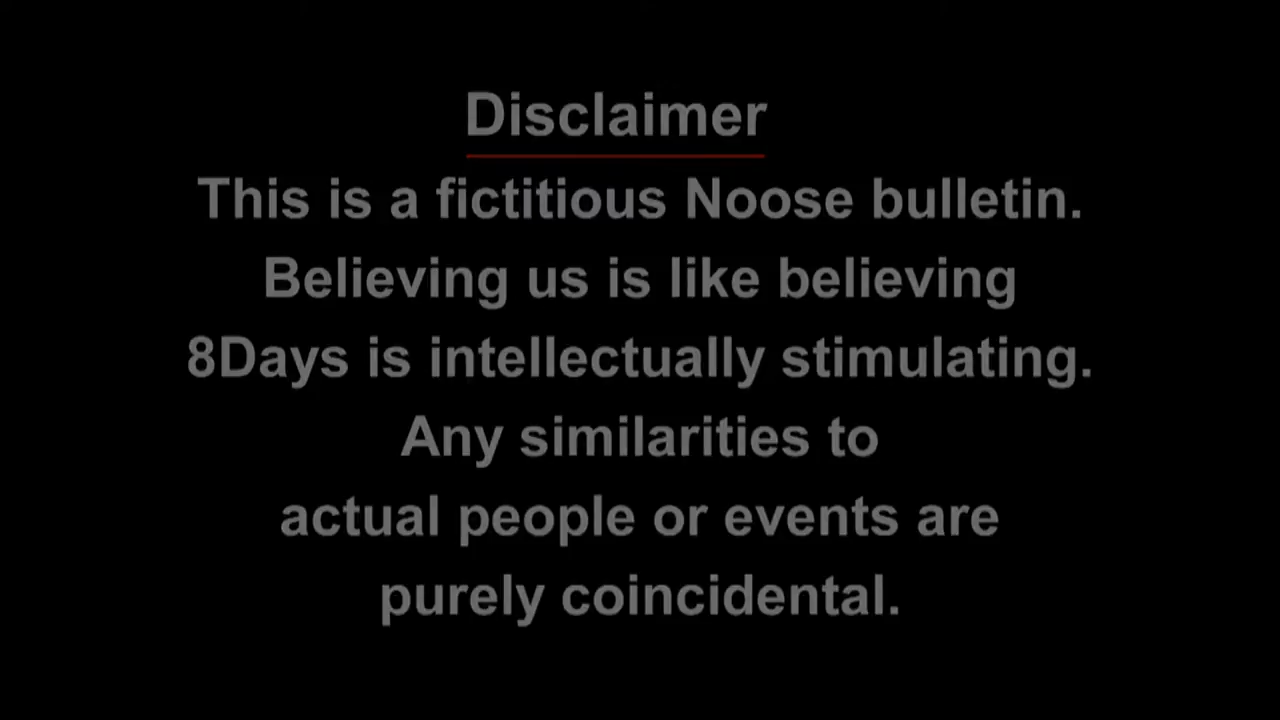 Disclaimer
This is a fictitious Noose bulletin.
Believing us is like believing
8Days is intellectually stimulating.
Any similarities to
actual people or events are
purely coincidental.